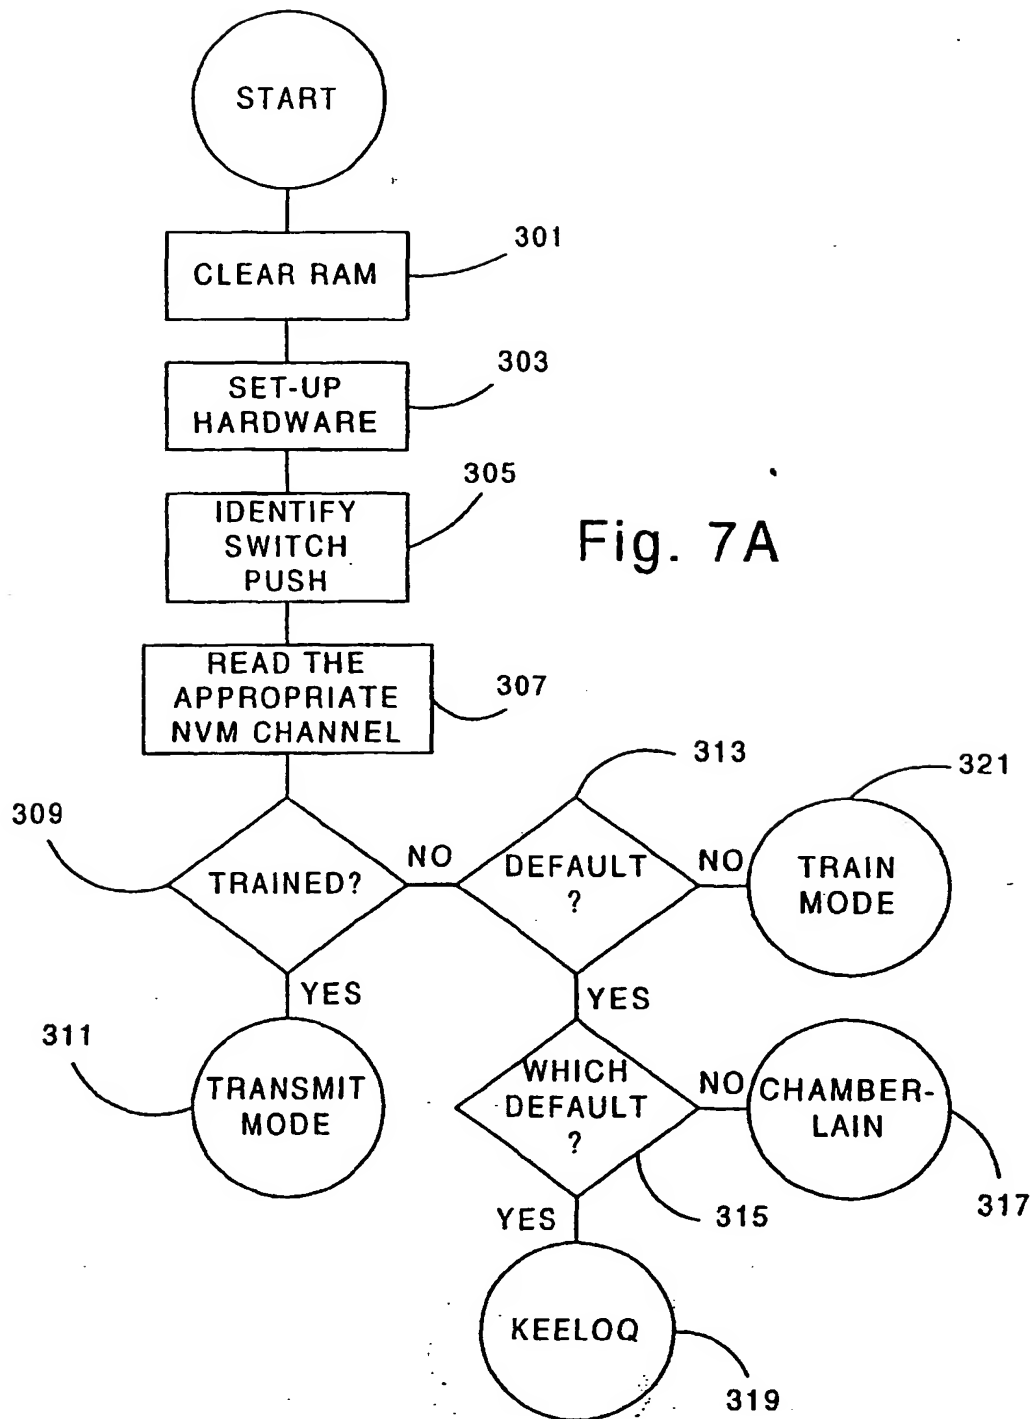 START
301
CLEAR RAM
303
SET-UP
HARDWARE
305
IDENTIFY
SWITCH
PUSH
Fig. 7A
READ THE
APPROPRIATE
NVM CHANNEL
307
313
321
309
TRAINED?
NO
DEFAULT
?
NO
TRAIN
MODE
YES
YES
311
TRANSMIT
MODE
WHICH
DEFAULT
?
NO
CHAMBER-
LAIN
317
315
YES
KEELOQ
319